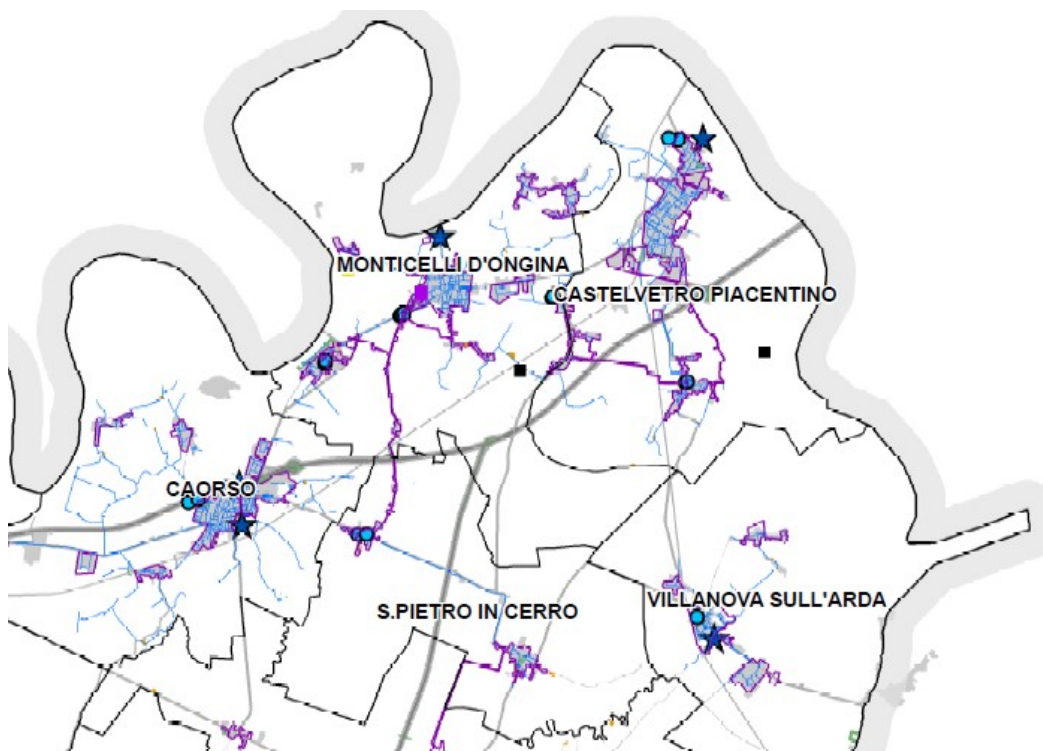 MONTICELLI D'ONGINA
CASTELVETRO PIACENTINO
CAORSO
S.PIETRO IN CERRO
VILLANOVA SULL'ARDA